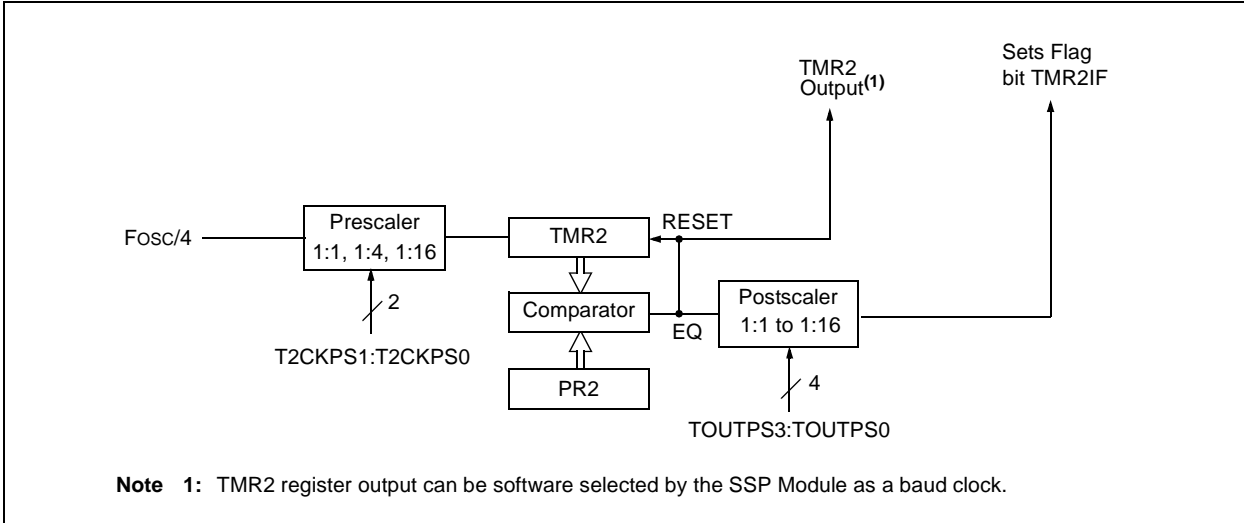 Sets Flag
bit TMR2IF
TMR2
Output(1)
Prescaler
1:1, 1:4, 1:16
FOSC/4
TMR2
RESET
2
T2CKPS1:T2CKPS0
Comparator
EQ
Postscaler
1:1 to 1:16
PR2
4
TOUTPS3:TOUTPS0
Note 1: TMR2 register output can be software selected by the SSP Module as a baud clock.